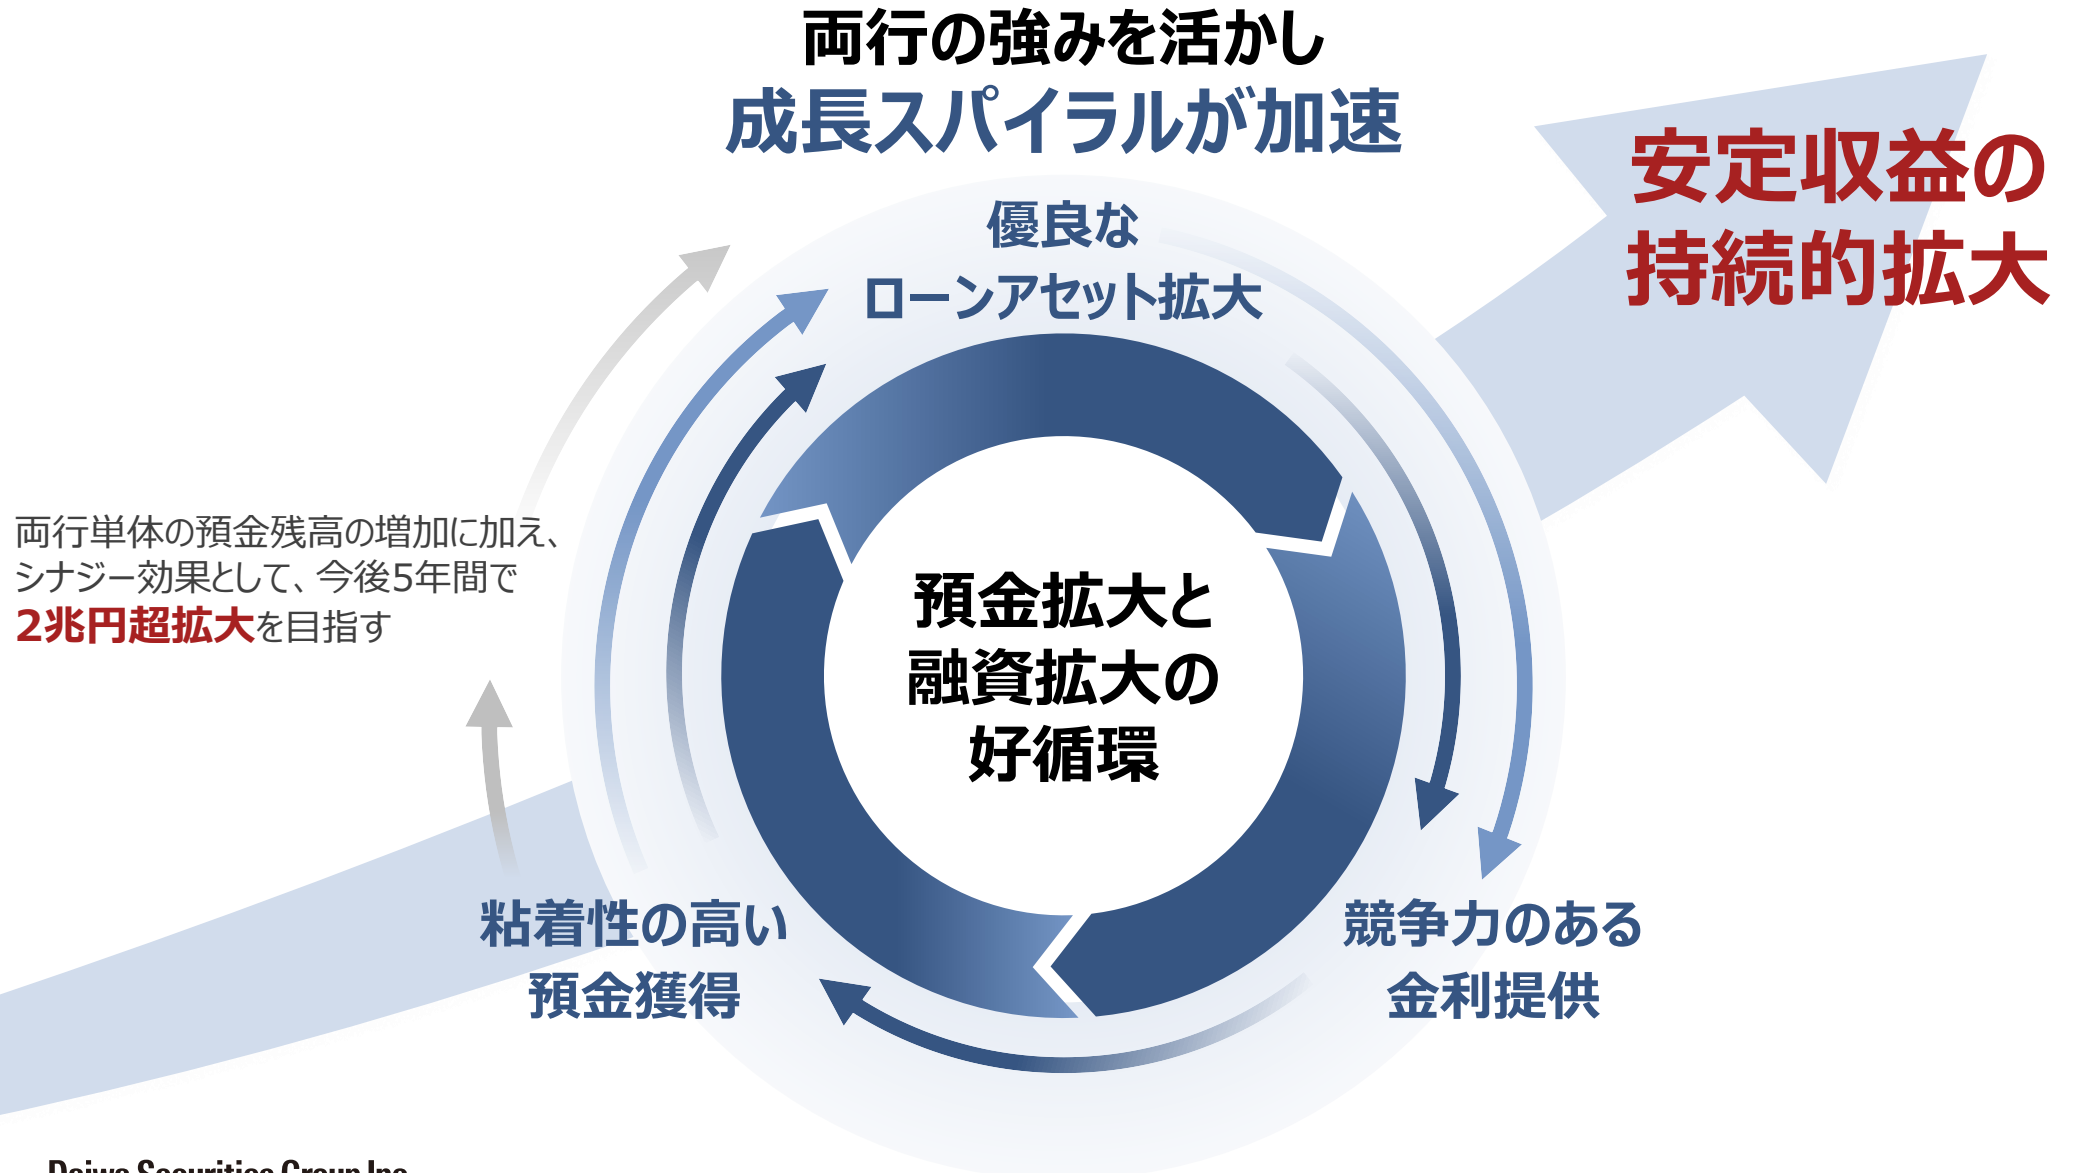 両行の強みを活かし
成長スパイラルが加速
安定収益の
持続的拡大
優良な
ローンアセット拡大
両行単体の預金残高の増加に加え、
シナジー効果として、今後5年間で
2兆円超拡大を目指す
預金拡大と
融資拡大の
好循環
粘着性の高い
預金獲得
競争力のある
金利提供
Daiwa Securities Group Inc.